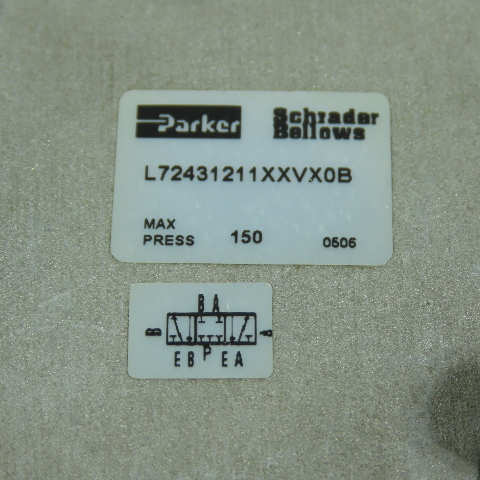 Parker
Schrader
Bellows
L72431211XXVX0B
MAX
PRESS 150 0506
B A
B
EB P EA